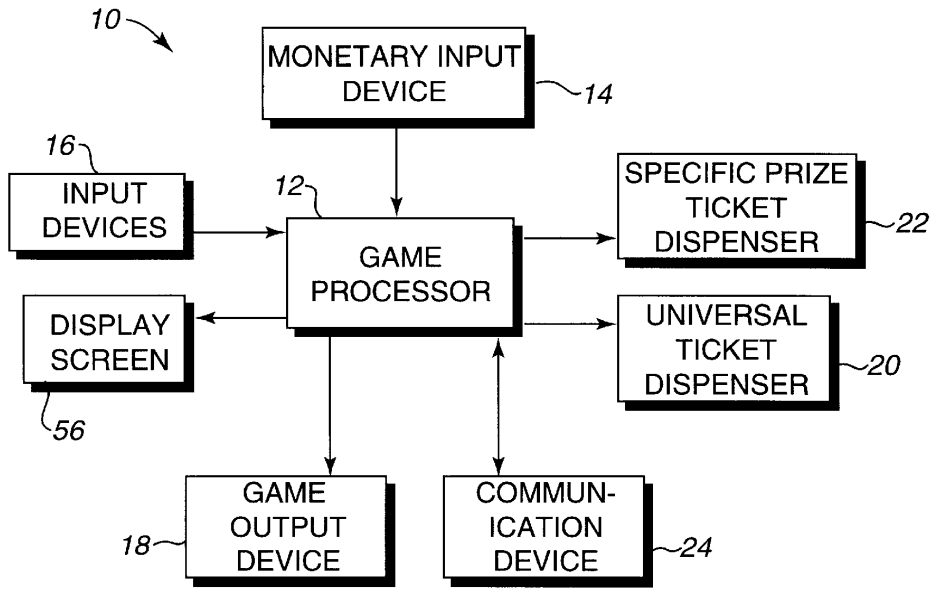 10
MONETARY INPUT
DEVICE
14
16
INPUT
DEVICES
12
GAME
PROCESSOR
SPECIFIC PRIZE
TICKET
DISPENSER
22
DISPLAY
SCREEN
56
UNIVERSAL
TICKET
DISPENSER
20
GAME
OUTPUT
DEVICE
18
COMMUN-
ICATION
DEVICE
24